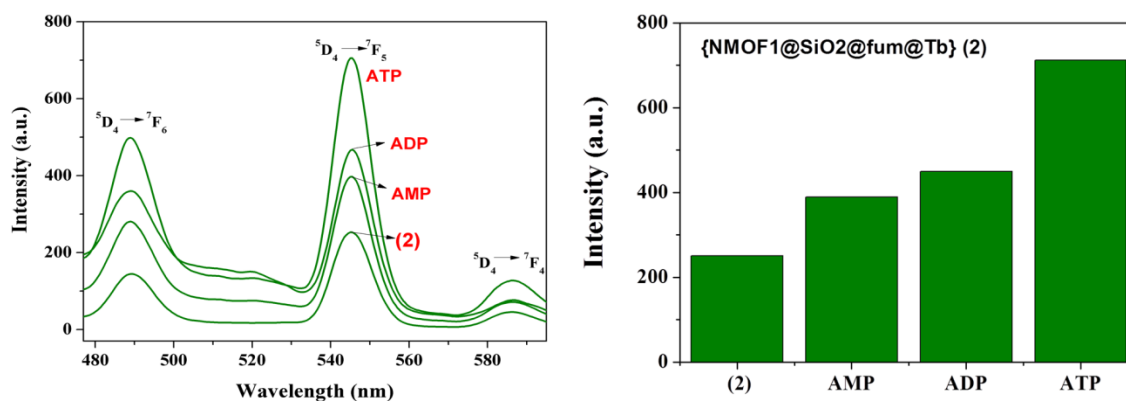 800
600
400
200
0
Intensity (a.u.)
⁵D₄ → ⁷F₆
⁵D₄ → ⁷F₅
ATP
ADP
AMP
(2)
⁵D₄ → ⁷F₄
480 500 520 540 560 580
Wavelength (nm)
800
600
400
200
0
Intensity (a.u.)
{NMOF1@SiO2@fum@Tb} (2)
(2) AMP ADP ATP